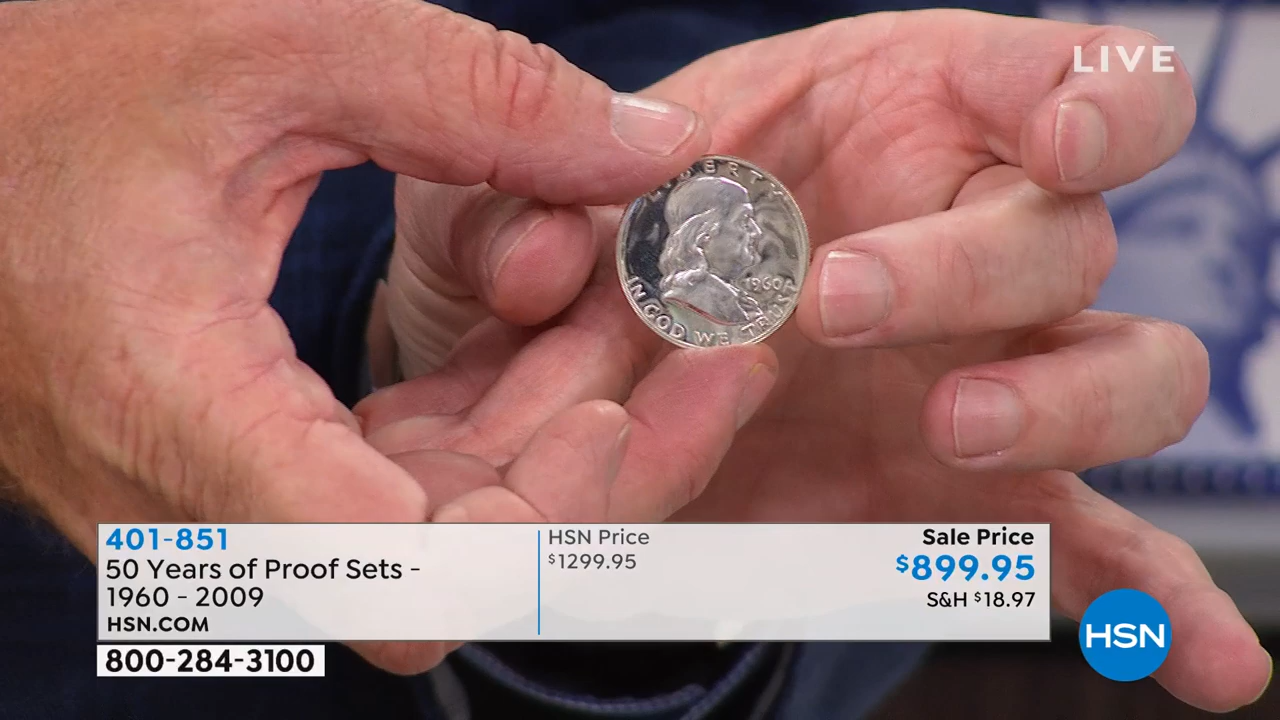 LIVE
LIBERTY
1960
IN GOD WE TRUST
401-851
50 Years of Proof Sets -
1960 - 2009
HSN.COM
HSN Price
$1299.95
Sale Price
$899.95
S&H $18.97
800-284-3100
HSN